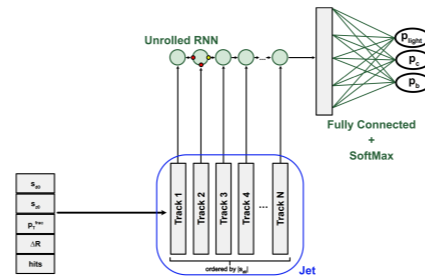 Unrolled RNN
...
p_light
p_c
p_b
Fully Connected
+
SoftMax
s_d0
s_z0
p_T^frac
ΔR
hits
Track 1
Track 2
Track 3
Track 4
...
Track N
ordered by |s_d0|
Jet